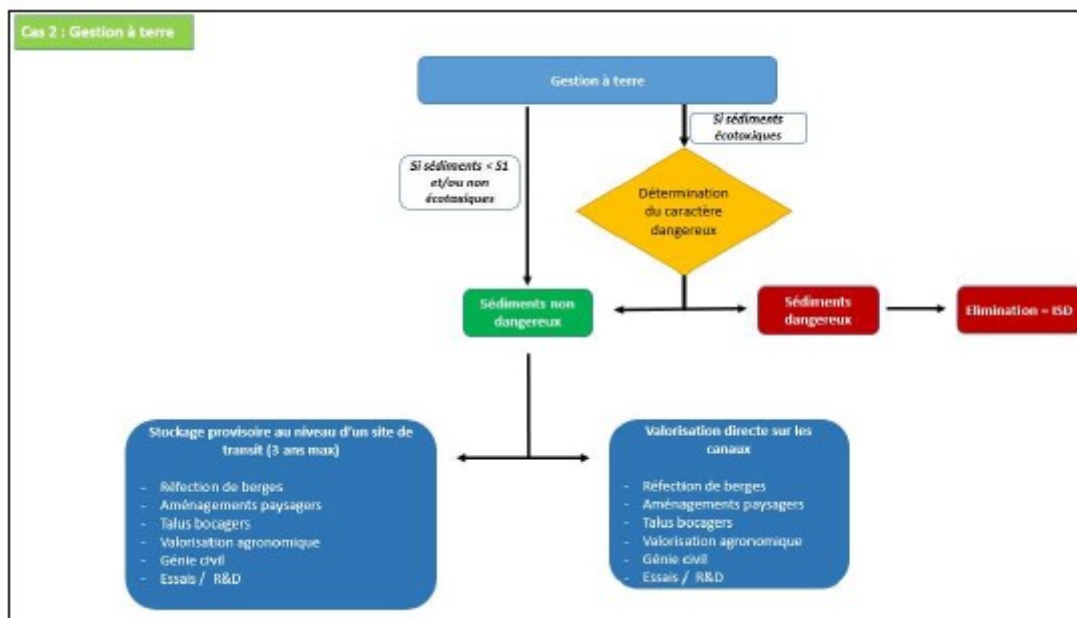 Cas 2 : Gestion à terre
Gestion à terre
Si sédiments
écotoxiques
Si sédiments < S1
et/ou non
écotoxiques
Détermination
du caractère
dangereux
Sédiments non
dangereux
Sédiments
dangereux
Elimination – ISD
Stockage provisoire au niveau d'un site de
transit (3 ans max)
- Réfection de berges
- Aménagements paysagers
- Talus bocagers
- Valorisation agronomique
- Génie civil
- Essais / R&D
Valorisation directe sur les
canaux
- Réfection de berges
- Aménagements paysagers
- Talus bocagers
- Valorisation agronomique
- Génie civil
- Essais / R&D